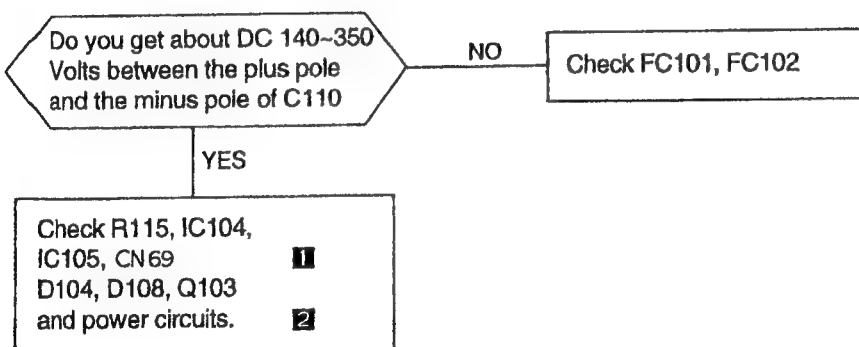 Do you get about DC 140~350
Volts between the plus pole
and the minus pole of C110
NO
Check FC101, FC102
YES
Check R115, IC104,
IC105, CN69 1
D104, D108, Q103
and power circuits. 2